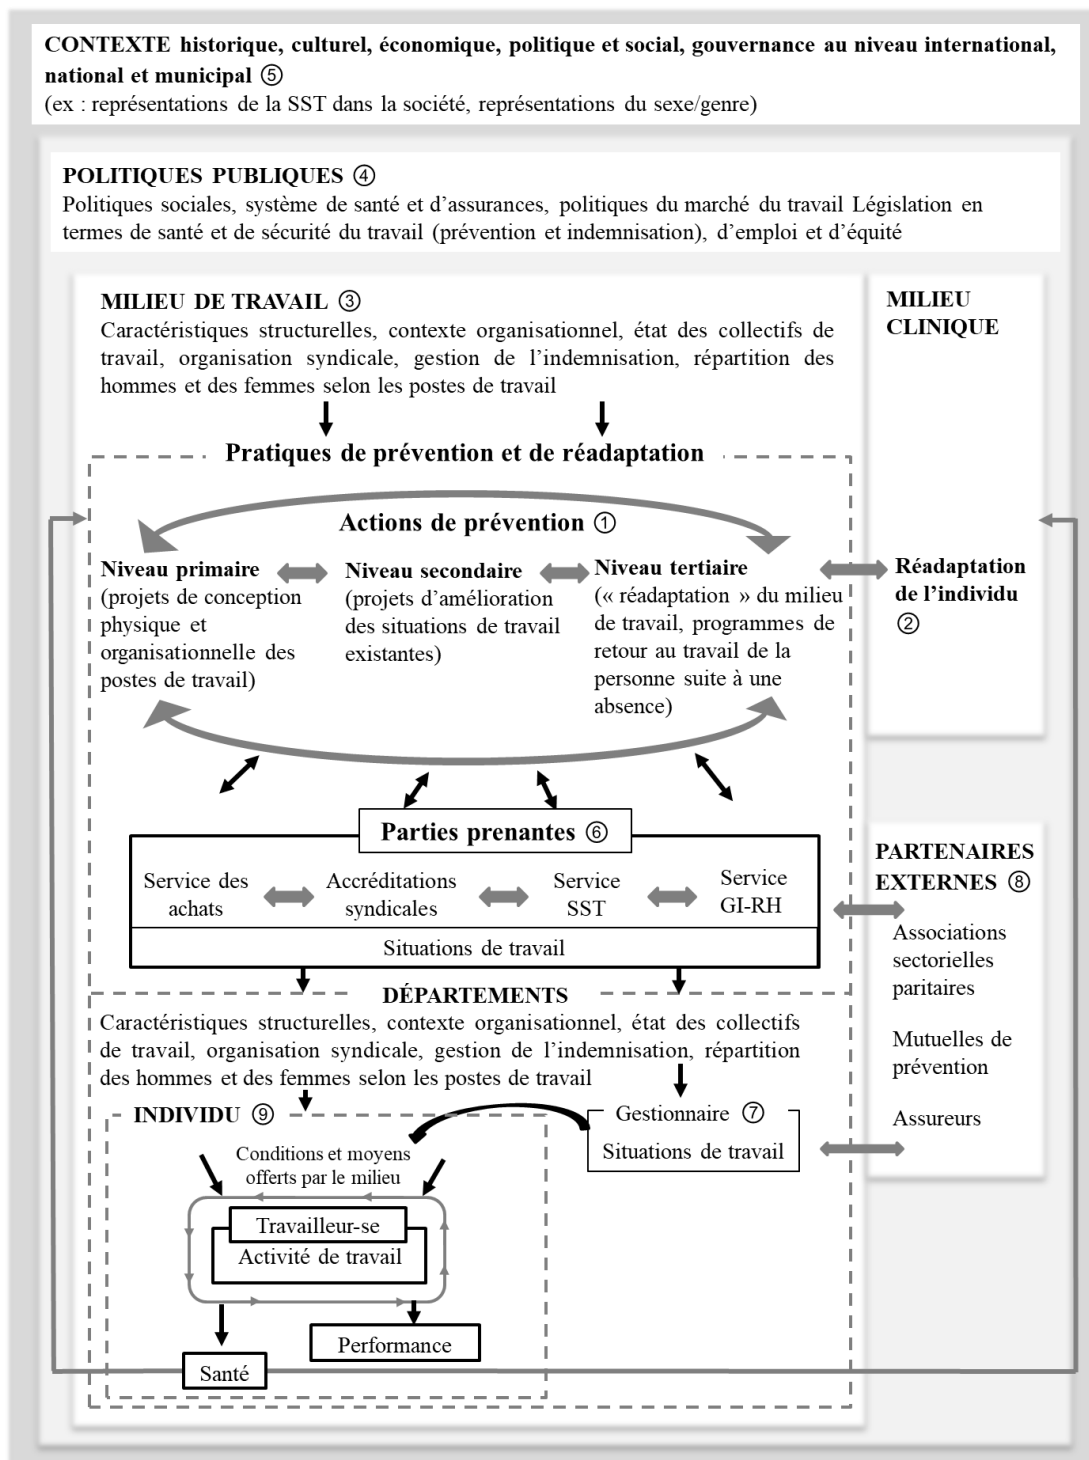 CONTEXTE historique, culturel, économique, politique et social, gouvernance au niveau international,
national et municipal ⑤
(ex : représentations de la SST dans la société, représentations du sexe/genre)
POLITIQUES PUBLIQUES ④
Politiques sociales, système de santé et d’assurances, politiques du marché du travail Législation en
termes de santé et de sécurité du travail (prévention et indemnisation), d’emploi et d’équité
MILIEU DE TRAVAIL ③
Caractéristiques structurelles, contexte organisationnel, état des collectifs de
travail, organisation syndicale, gestion de l’indemnisation, répartition des
hommes et des femmes selon les postes de travail
MILIEU
CLINIQUE
Pratiques de prévention et de réadaptation
Actions de prévention ①
Niveau primaire
(projets de conception
physique et
organisationnelle des
postes de travail)
Niveau secondaire
(projets d’amélioration
des situations de travail
existantes)
Niveau tertiaire
(« réadaptation » du milieu
de travail, programmes de
retour au travail de la
personne suite à une
absence)
Réadaptation
de l’individu
②
Parties prenantes ⑥
Service des
achats
Accréditations
syndicales
Service
SST
Service
GI-RH
Situations de travail
PARTENAIRES
EXTERNES ⑧
Associations
sectorielles
paritaires
Mutuelles de
prévention
Assureurs
DÉPARTEMENTS
Caractéristiques structurelles, contexte organisationnel, état des collectifs
de travail, organisation syndicale, gestion de l’indemnisation, répartition
des hommes et des femmes selon les postes de travail
INDIVIDU ⑨
Gestionnaire ⑦
Situations de travail
Conditions et moyens
offerts par le milieu
Travailleur-se
Activité de travail
Performance
Santé